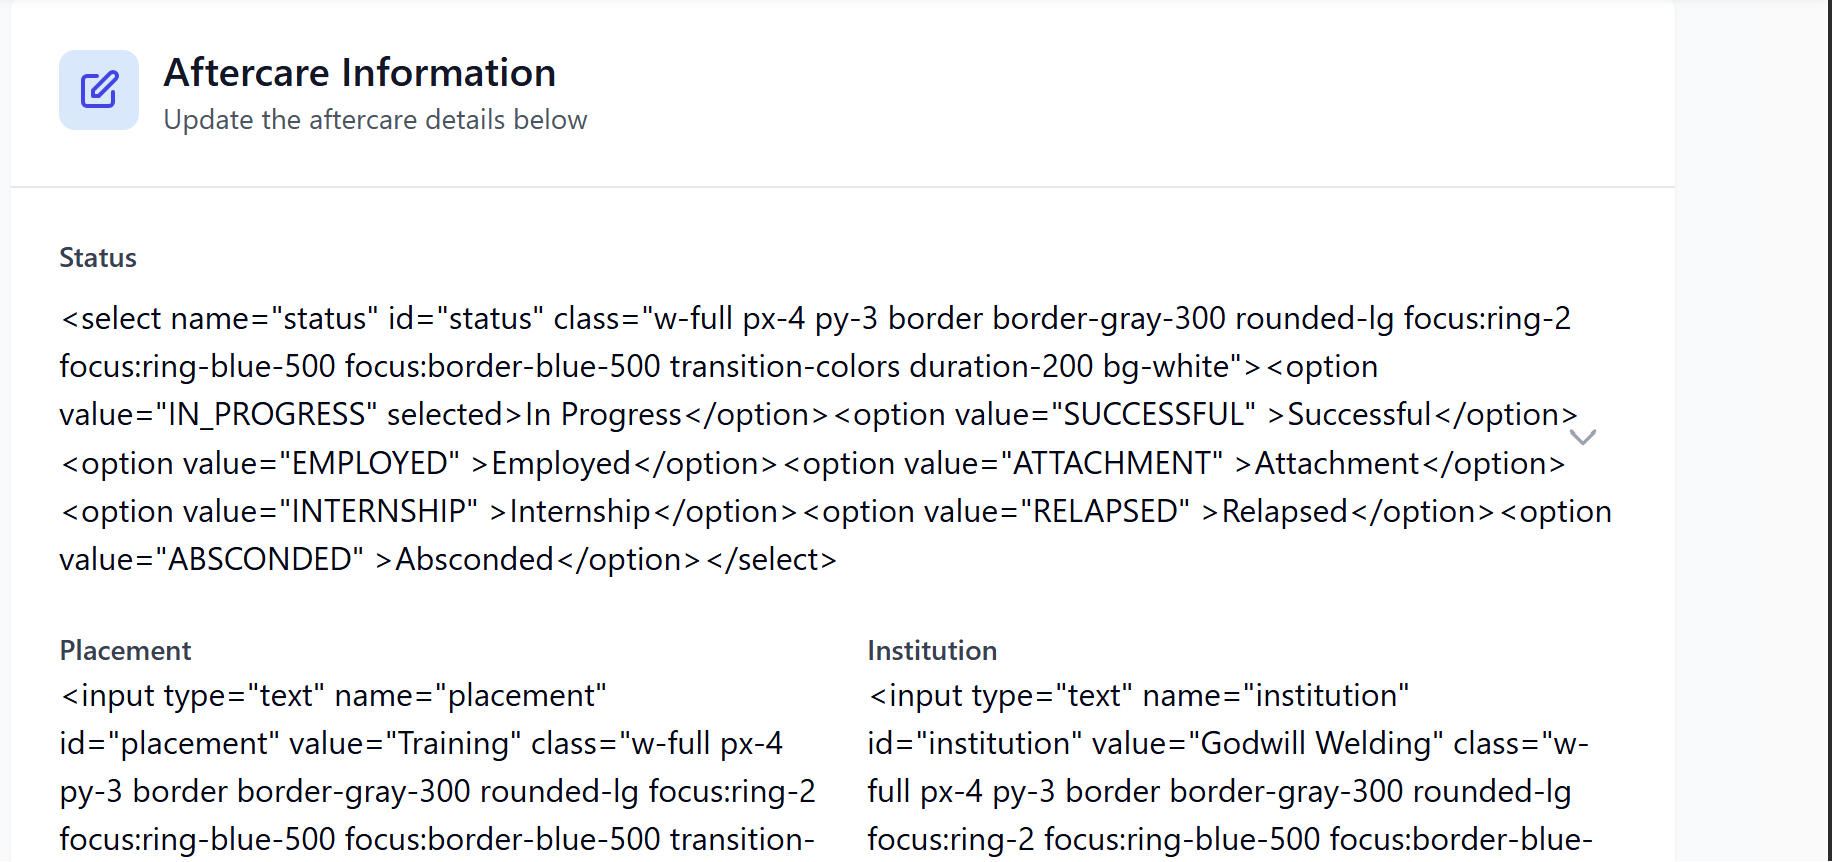 Aftercare Information
Update the aftercare details below
Status
<select name="status" id="status" class="w-full px-4 py-3 border border-gray-300 rounded-lg focus:ring-2
focus:ring-blue-500 focus:border-blue-500 transition-colors duration-200 bg-white"><option
value="IN_PROGRESS" selected>In Progress</option><option value="SUCCESSFUL" >Successful</option>
<option value="EMPLOYED" >Employed</option><option value="ATTACHMENT" >Attachment</option>
<option value="INTERNSHIP" >Internship</option><option value="RELAPSED" >Relapsed</option><option
value="ABSCONDED" >Absconded</option></select>
Placement
<input type="text" name="placement"
id="placement" value="Training" class="w-full px-4
py-3 border border-gray-300 rounded-lg focus:ring-2
focus:ring-blue-500 focus:border-blue-500 transition-
Institution
<input type="text" name="institution"
id="institution" value="Godwill Welding" class="w-
full px-4 py-3 border border-gray-300 rounded-lg
focus:ring-2 focus:ring-blue-500 focus:border-blue-